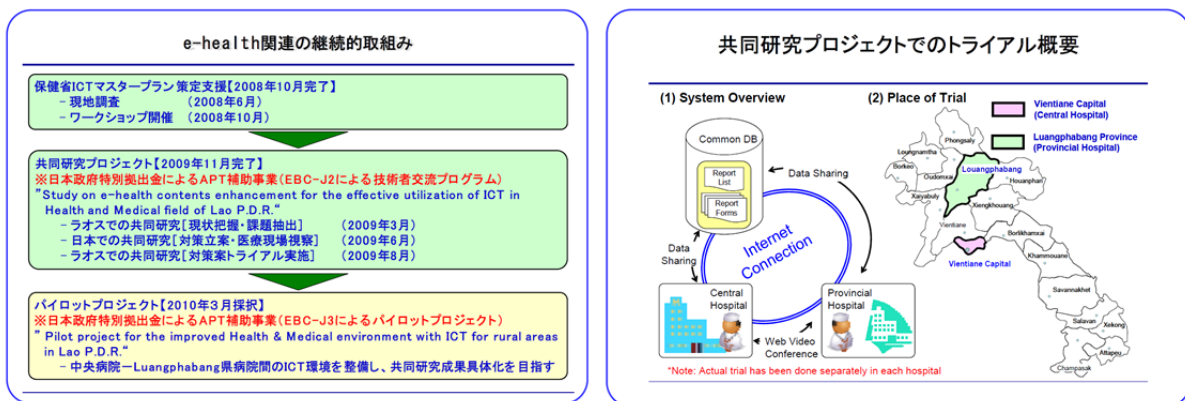 e-health関連の継続的取組み
保健省ICTマスタープラン 策定支援【2008年10月完了】
－ 現地調査 （2008年6月）
－ ワークショップ開催 （2008年10月）
共同研究プロジェクト【2009年11月完了】
※日本政府特別拠出金によるAPT補助事業（EBC-J2による技術者交流プログラム）
"Study on e-health contents enhancement for the effective utilization of ICT in
Health and Medical field of Lao P.D.R."
－ ラオスでの共同研究［現状把握・課題抽出］ （2009年3月）
－ 日本での共同研究［対策立案・医療現場視察］ （2009年6月）
－ ラオスでの共同研究［対策案トライアル実施］ （2009年8月）
パイロットプロジェクト【2010年３月採択】
※日本政府特別拠出金によるAPT補助事業（EBC-J3によるパイロットプロジェクト）
" Pilot project for the improved Health & Medical environment with ICT for rural areas
in Lao P.D.R."
－中央病院－Luangphabang県病院間のICT環境を整備し、共同研究成果具体化を目指す
共同研究プロジェクトでのトライアル概要
(1) System Overview
Common DB
Report
List
Report
Forms
Data Sharing
Data
Sharing
Internet
Connection
Central
Hospital
Provincial
Hospital
Web Video
Conference
*Note: Actual trial has been done separately in each hospital
(2) Place of Trial
Vientiane Capital
(Central Hospital)
Luangphabang Province
(Provincial Hospital)
Phongsaly
Loungnamtha
Borkeo
Oudomxai
Louangphabang
Houanphan
Xaiyabuly
Xiengkhouang
Vientiane
Borlikhamxai
Vientiane Capital
Khammouane
Savannakhet
Salavan
Xekong
Attapeu
Champasak